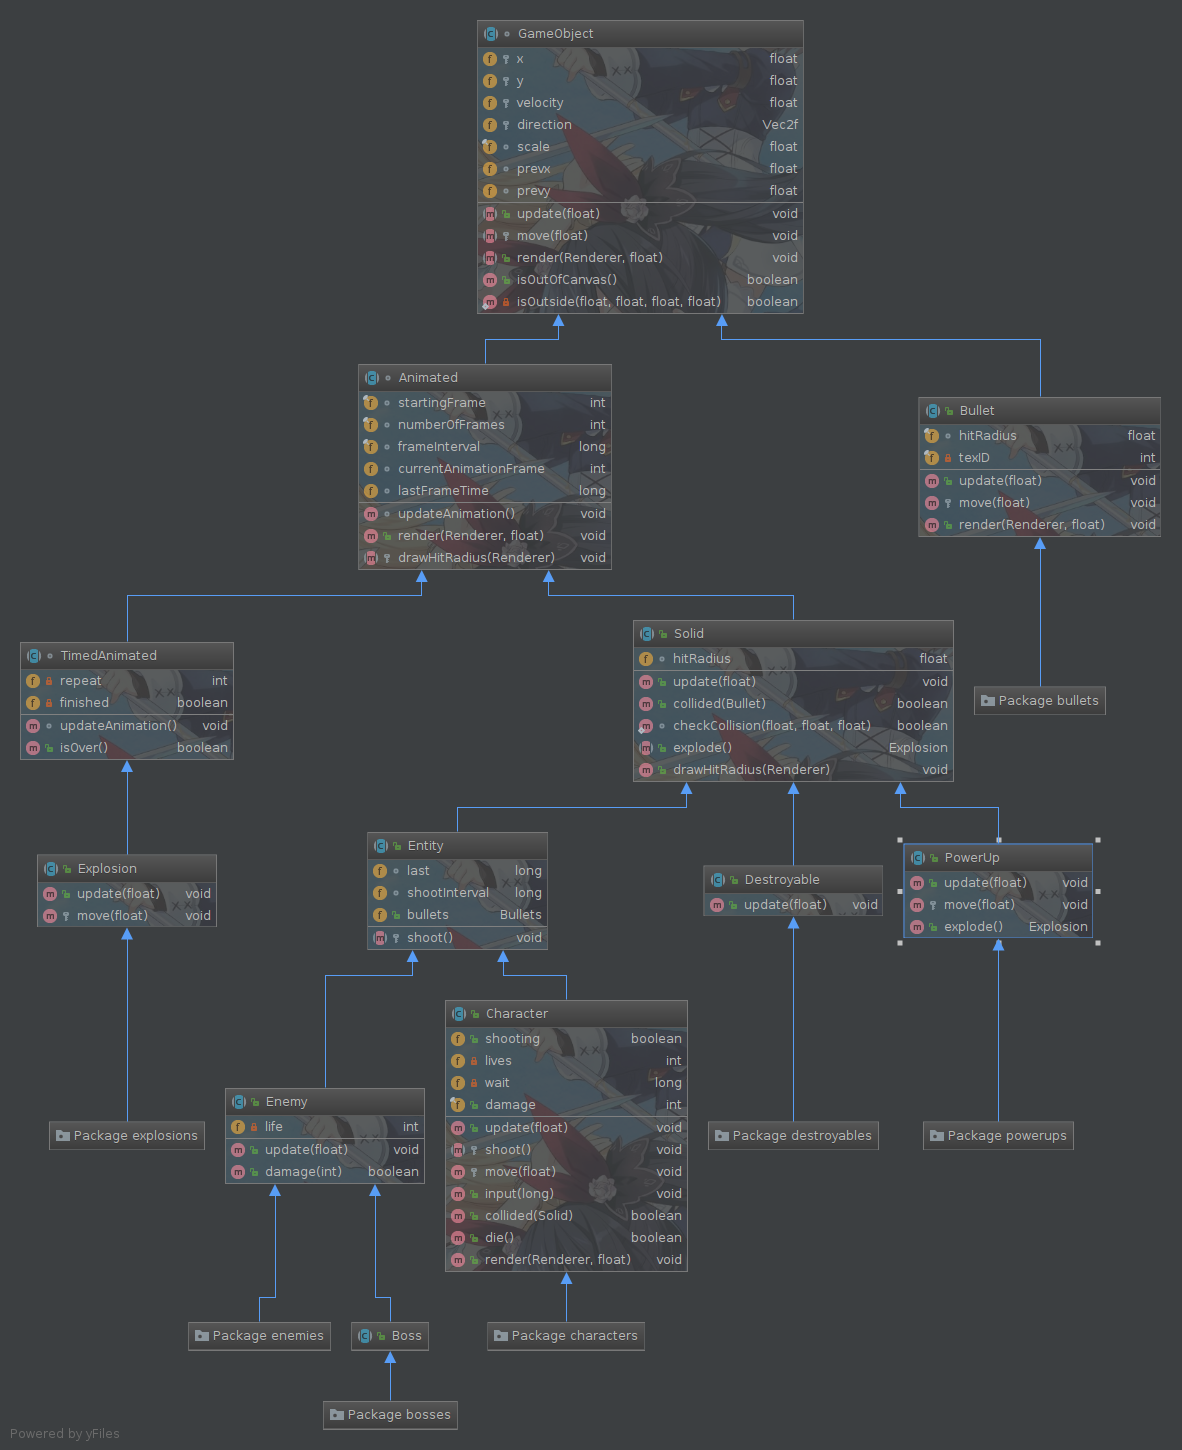 GameObject
x float
y float
velocity float
direction Vec2f
scale float
prevx float
prevy float
update(float) void
move(float) void
render(Renderer, float) void
isOutOfCanvas() boolean
isOutside(float, float, float, float) boolean
Animated
startingFrame int
numberOfFrames int
frameInterval long
currentAnimationFrame int
lastFrameTime long
updateAnimation() void
render(Renderer, float) void
drawHitRadius(Renderer) void
Bullet
hitRadius float
texID int
update(float) void
move(float) void
render(Renderer, float) void
TimedAnimated
repeat int
finished boolean
updateAnimation() void
isOver() boolean
Solid
hitRadius float
update(float) void
collided(Bullet) boolean
checkCollision(float, float, float) boolean
explode() Explosion
drawHitRadius(Renderer) void
Package bullets
Explosion
update(float) void
move(float) void
Entity
last long
shootInterval long
bullets Bullets
shoot() void
Destroyable
update(float) void
PowerUp
update(float) void
move(float) void
explode() Explosion
Character
shooting boolean
lives int
wait long
damage int
update(float) void
shoot() void
move(float) void
input(long) void
collided(Solid) boolean
die() boolean
render(Renderer, float) void
Enemy
life int
update(float) void
damage(int) boolean
Package explosions
Package destroyables
Package powerups
Package enemies
Boss
Package characters
Package bosses
Powered by yFiles